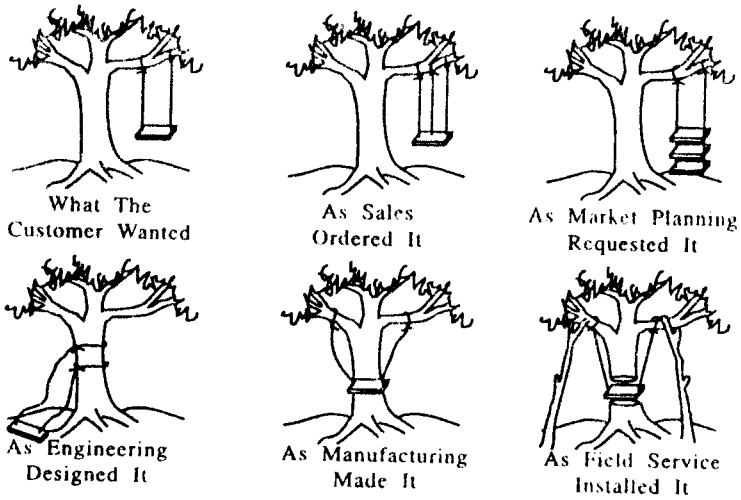 What The
Customer Wanted
As Sales
Ordered It
As Market Planning
Requested It
As Engineering
Designed It
As Manufacturing
Made It
As Field Service
Installed It